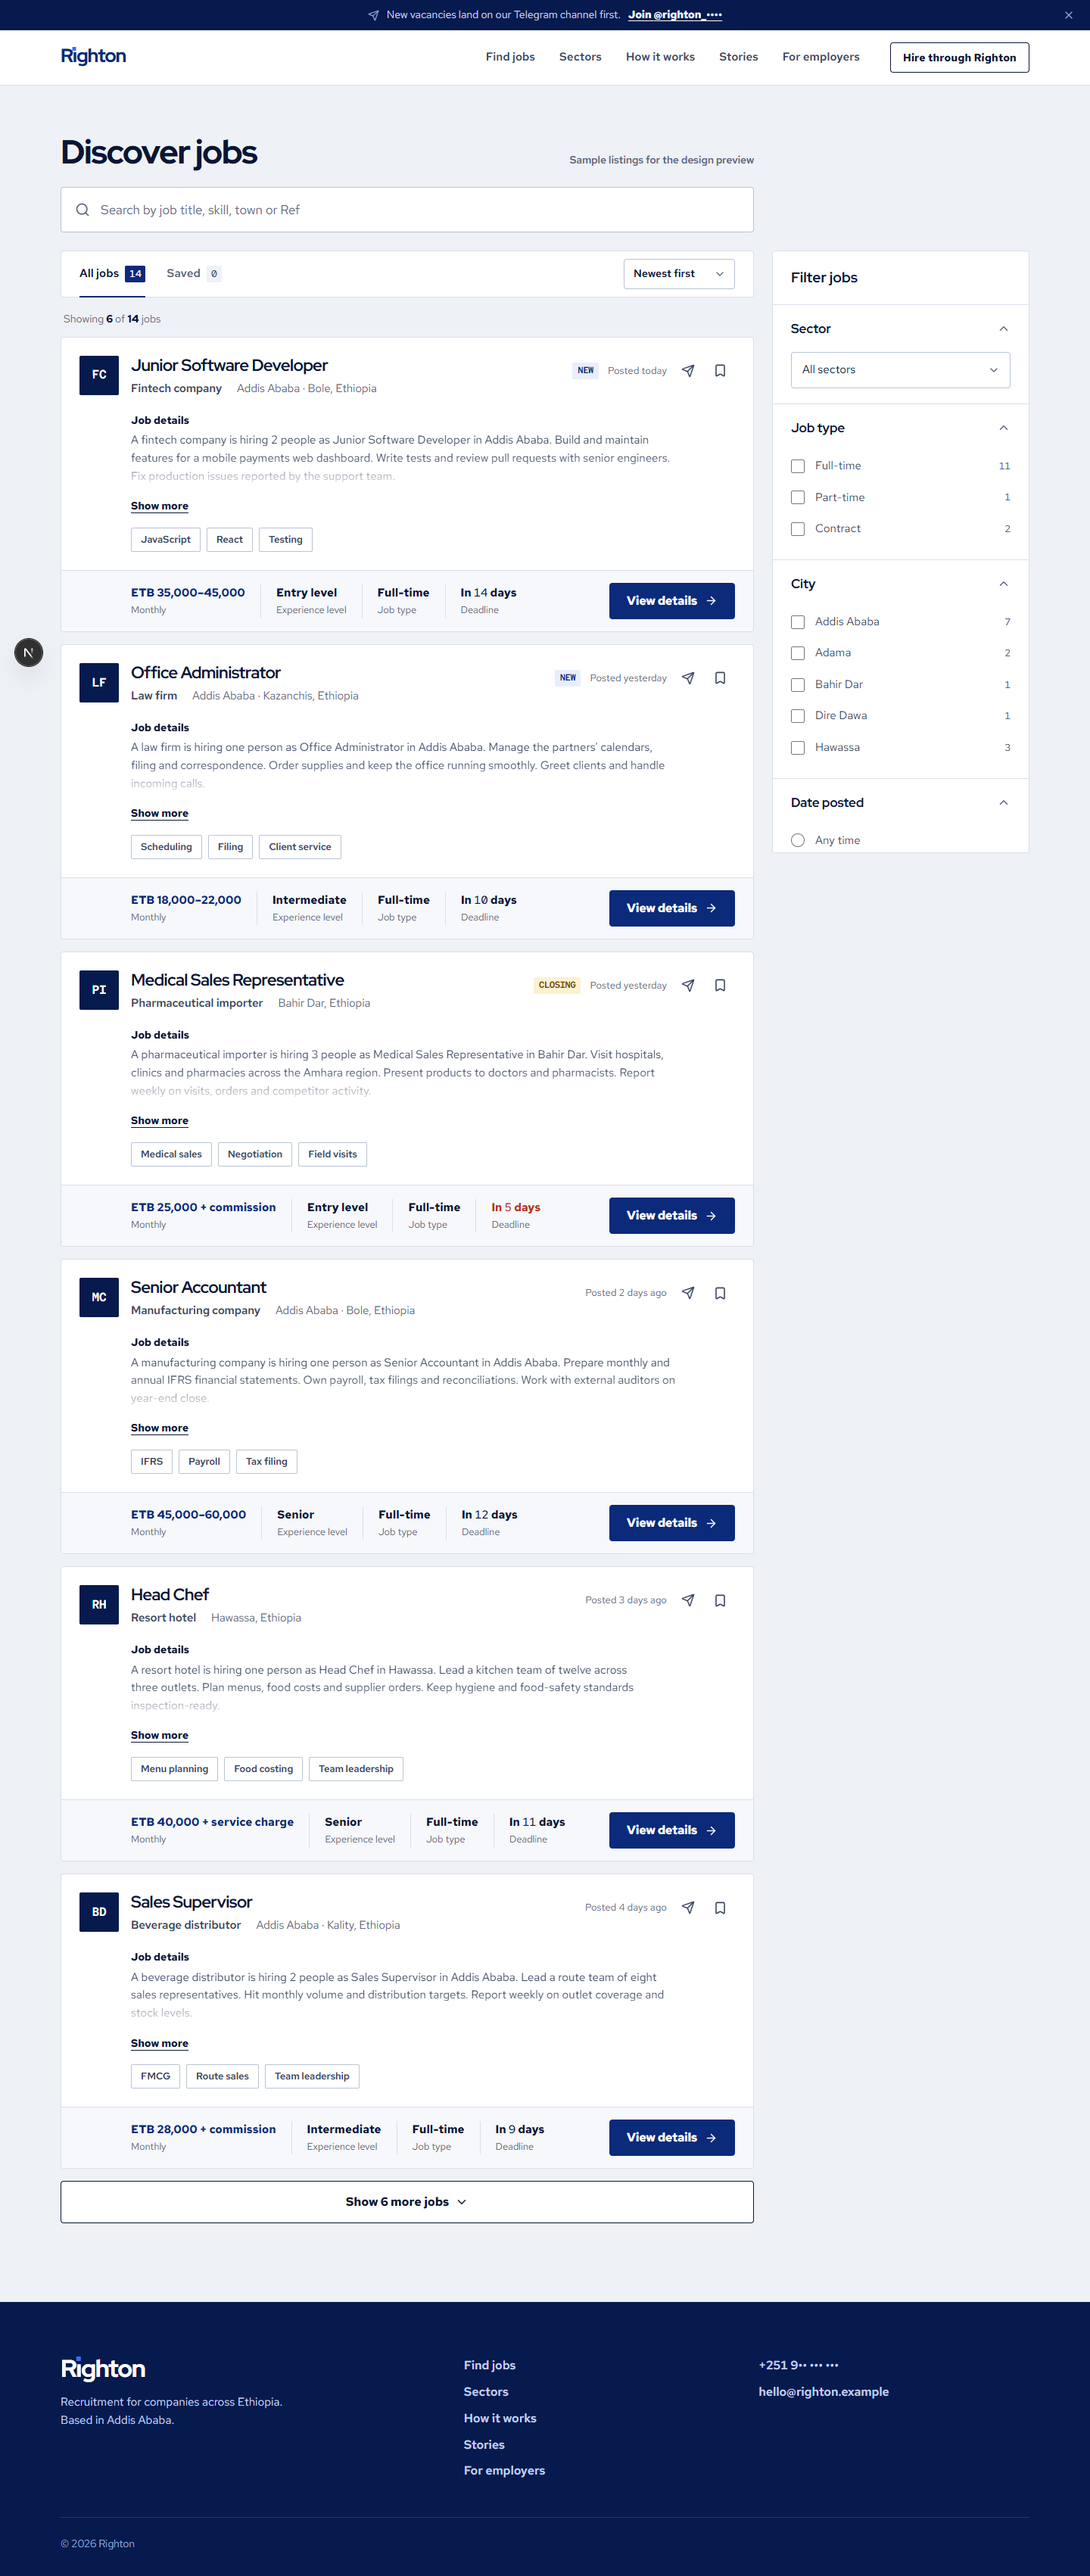 New vacancies land on our Telegram channel first. Join @righton_••••
Righton
Find jobs
Sectors
How it works
Stories
For employers
Hire through Righton
Discover jobs
Sample listings for the design preview
Search by job title, skill, town or Ref
All jobs 14
Saved 0
Newest first
Showing 6 of 14 jobs
FC
Junior Software Developer
Fintech company Addis Ababa · Bole, Ethiopia
NEW
Posted today
Job details
A fintech company is hiring 2 people as Junior Software Developer in Addis Ababa. Build and maintain
features for a mobile payments web dashboard. Write tests and review pull requests with senior engineers.
Fix production issues reported by the support team.
Show more
JavaScript
React
Testing
ETB 35,000–45,000
Monthly
Entry level
Experience level
Full-time
Job type
In 14 days
Deadline
View details
LF
Office Administrator
Law firm Addis Ababa · Kazanchis, Ethiopia
NEW
Posted yesterday
Job details
A law firm is hiring one person as Office Administrator in Addis Ababa. Manage the partners' calendars,
filing and correspondence. Order supplies and keep the office running smoothly. Greet clients and handle
incoming calls.
Show more
Scheduling
Filing
Client service
ETB 18,000–22,000
Monthly
Intermediate
Experience level
Full-time
Job type
In 10 days
Deadline
View details
PI
Medical Sales Representative
Pharmaceutical importer Bahir Dar, Ethiopia
CLOSING
Posted yesterday
Job details
A pharmaceutical importer is hiring 3 people as Medical Sales Representative in Bahir Dar. Visit hospitals,
clinics and pharmacies across the Amhara region. Present products to doctors and pharmacists. Report
weekly on visits, orders and competitor activity.
Show more
Medical sales
Negotiation
Field visits
ETB 25,000 + commission
Monthly
Entry level
Experience level
Full-time
Job type
In 5 days
Deadline
View details
MC
Senior Accountant
Manufacturing company Addis Ababa · Bole, Ethiopia
Posted 2 days ago
Job details
A manufacturing company is hiring one person as Senior Accountant in Addis Ababa. Prepare monthly and
annual IFRS financial statements. Own payroll, tax filings and reconciliations. Work with external auditors on
year-end close.
Show more
IFRS
Payroll
Tax filing
ETB 45,000–60,000
Monthly
Senior
Experience level
Full-time
Job type
In 12 days
Deadline
View details
RH
Head Chef
Resort hotel Hawassa, Ethiopia
Posted 3 days ago
Job details
A resort hotel is hiring one person as Head Chef in Hawassa. Lead a kitchen team of twelve across
three outlets. Plan menus, food costs and supplier orders. Keep hygiene and food-safety standards
inspection-ready.
Show more
Menu planning
Food costing
Team leadership
ETB 40,000 + service charge
Monthly
Senior
Experience level
Full-time
Job type
In 11 days
Deadline
View details
BD
Sales Supervisor
Beverage distributor Addis Ababa · Kality, Ethiopia
Posted 4 days ago
Job details
A beverage distributor is hiring 2 people as Sales Supervisor in Addis Ababa. Lead a route team of eight
sales representatives. Hit monthly volume and distribution targets. Report weekly on outlet coverage and
stock levels.
Show more
FMCG
Route sales
Team leadership
ETB 28,000 + commission
Monthly
Intermediate
Experience level
Full-time
Job type
In 9 days
Deadline
View details
Show 6 more jobs
Filter jobs
Sector
All sectors
Job type
Full-time 11
Part-time 1
Contract 2
City
Addis Ababa 7
Adama 2
Bahir Dar 1
Dire Dawa 1
Hawassa 3
Date posted
Any time
N
Righton
Recruitment for companies across Ethiopia.
Based in Addis Ababa.
Find jobs
Sectors
How it works
Stories
For employers
+251 9•• ••• •••
hello@righton.example
© 2026 Righton